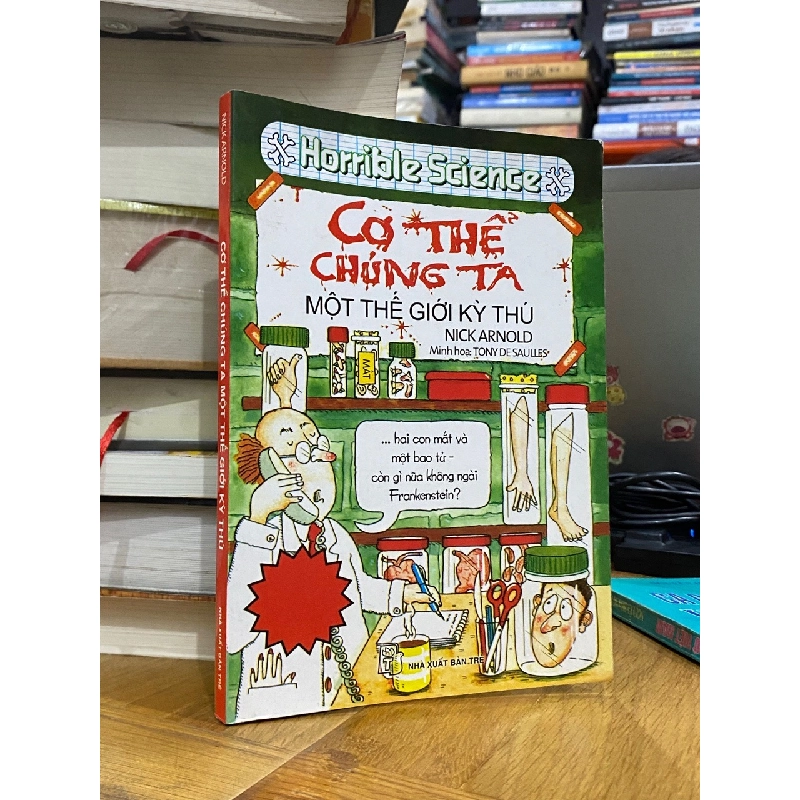 Horrible Science
CƠ THỂ
CHÚNG TA
MỘT THẾ GIỚI KỲ THÚ
NICK ARNOLD
Minh họa: TONY DE SAULLES
MẮT
... hai con mắt và
một bao tử -
còn gì nữa không ngài
Frankenstein?
NHÀ XUẤT BẢN TRẺ
NICK ARNOLD
CƠ THỂ CHÚNG TA MỘT THẾ GIỚI KỲ THÚ
NHÀ XUẤT BẢN TRẺ
NHO GIÁO